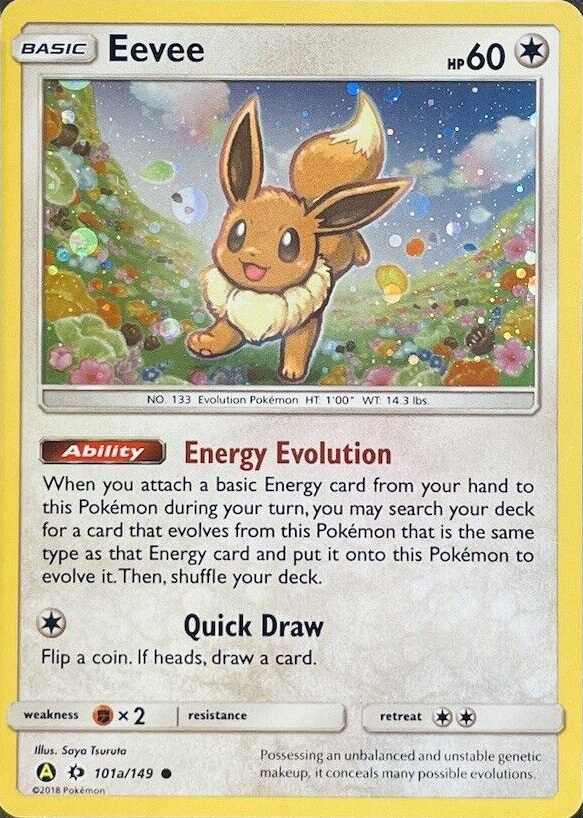 BASIC Eevee HP60
NO. 133 Evolution Pokémon HT: 1'00" WT: 14.3 lbs.
Ability Energy Evolution
When you attach a basic Energy card from your hand to
this Pokémon during your turn, you may search your deck
for a card that evolves from this Pokémon that is the same
type as that Energy card and put it onto this Pokémon to
evolve it. Then, shuffle your deck.
Quick Draw
Flip a coin. If heads, draw a card.
weakness ×2 resistance retreat
Illus. Saya Tsuruta
Possessing an unbalanced and unstable genetic
makeup, it conceals many possible evolutions.
A 101a/149
©2018 Pokémon